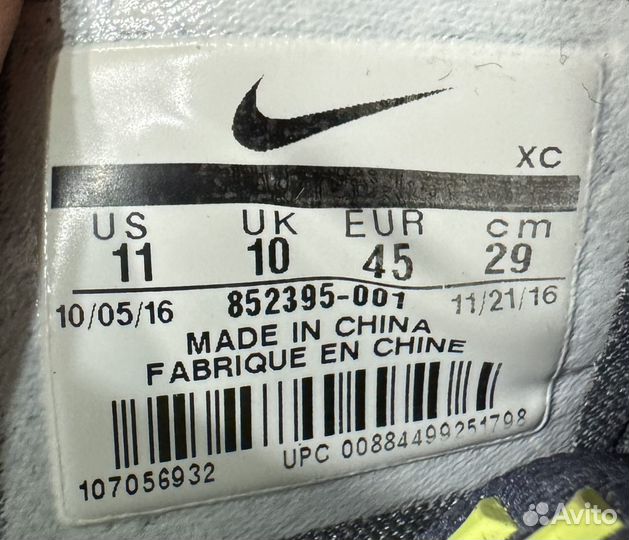 XC
US UK EUR cm
11 10 45 29
10/05/16 852395-001 11/21/16
MADE IN CHINA
FABRIQUE EN CHINE
107056932 UPC 00884499251798
Avito